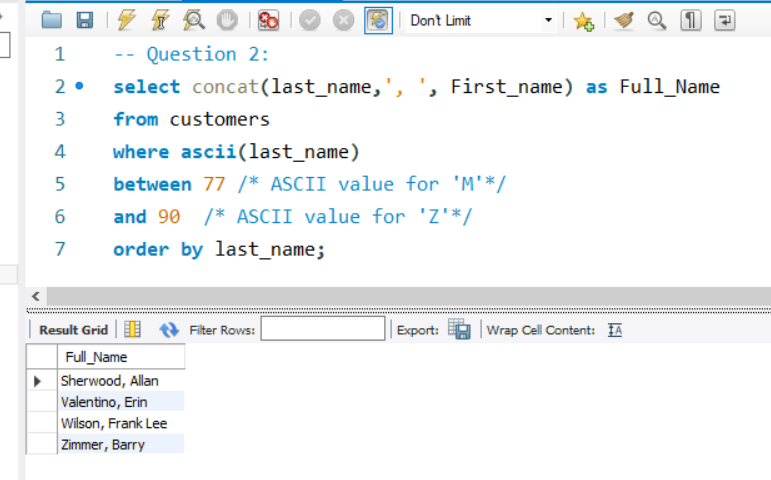 Don't Limit
1 -- Question 2:
2 select concat(last_name,', ', First_name) as Full_Name
3 from customers
4 where ascii(last_name)
5 between 77 /* ASCII value for 'M'*/
6 and 90 /* ASCII value for 'Z'*/
7 order by last_name;
Result Grid Filter Rows: Export: Wrap Cell Content: IA
Full_Name
Sherwood, Allan
Valentino, Erin
Wilson, Frank Lee
Zimmer, Barry